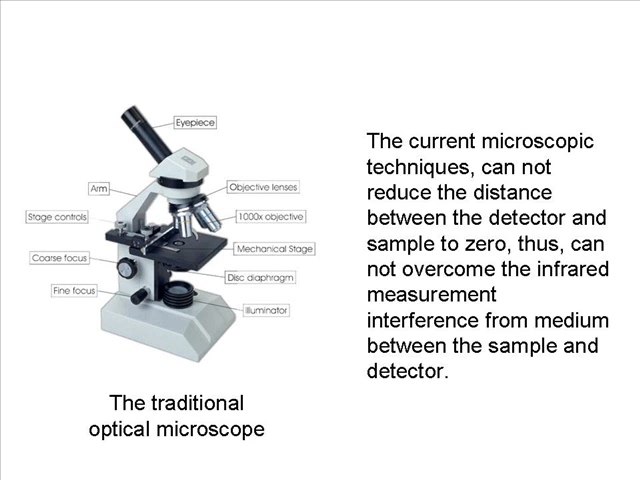 Eyepiece
Arm
Objective lenses
Stage controls
1000x objective
Mechanical Stage
Coarse focus
Disc diaphragm
Fine focus
Illuminator
The traditional
optical microscope
The current microscopic
techniques, can not
reduce the distance
between the detector and
sample to zero, thus, can
not overcome the infrared
measurement
interference from medium
between the sample and
detector.